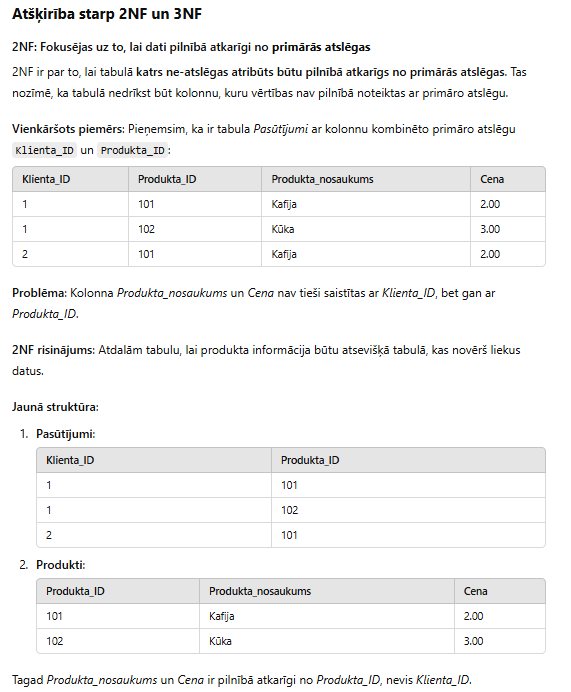 Atšķirība starp 2NF un 3NF
2NF: Fokusējas uz to, lai dati pilnībā atkarīgi no primārās atslēgas
2NF ir par to, lai tabulā katrs ne-atslēgas atribūts būtu pilnībā atkarīgs no primārās atslēgas. Tas
nozīmē, ka tabulā nedrīkst būt kolonnu, kuru vērtības nav pilnībā noteiktas ar primāro atslēgu.
Vienkāršots piemērs: Pieņemsim, ka ir tabula Pasūtījumi ar kolonnu kombinēto primāro atslēgu
Klienta_ID un Produkta_ID :
Klienta_ID Produkta_ID Produkta_nosaukums Cena
1 101 Kafija 2.00
1 102 Kūka 3.00
2 101 Kafija 2.00
Problēma: Kolonna Produkta_nosaukums un Cena nav tieši saistītas ar Klienta_ID, bet gan ar
Produkta_ID.
2NF risinājums: Atdalām tabulu, lai produkta informācija būtu atsevišķā tabulā, kas novērš liekus
datus.
Jaunā struktūra:
1. Pasūtījumi:
Klienta_ID Produkta_ID
1 101
1 102
2 101
2. Produkti:
Produkta_ID Produkta_nosaukums Cena
101 Kafija 2.00
102 Kūka 3.00
Tagad Produkta_nosaukums un Cena ir pilnībā atkarīgi no Produkta_ID, nevis Klienta_ID.